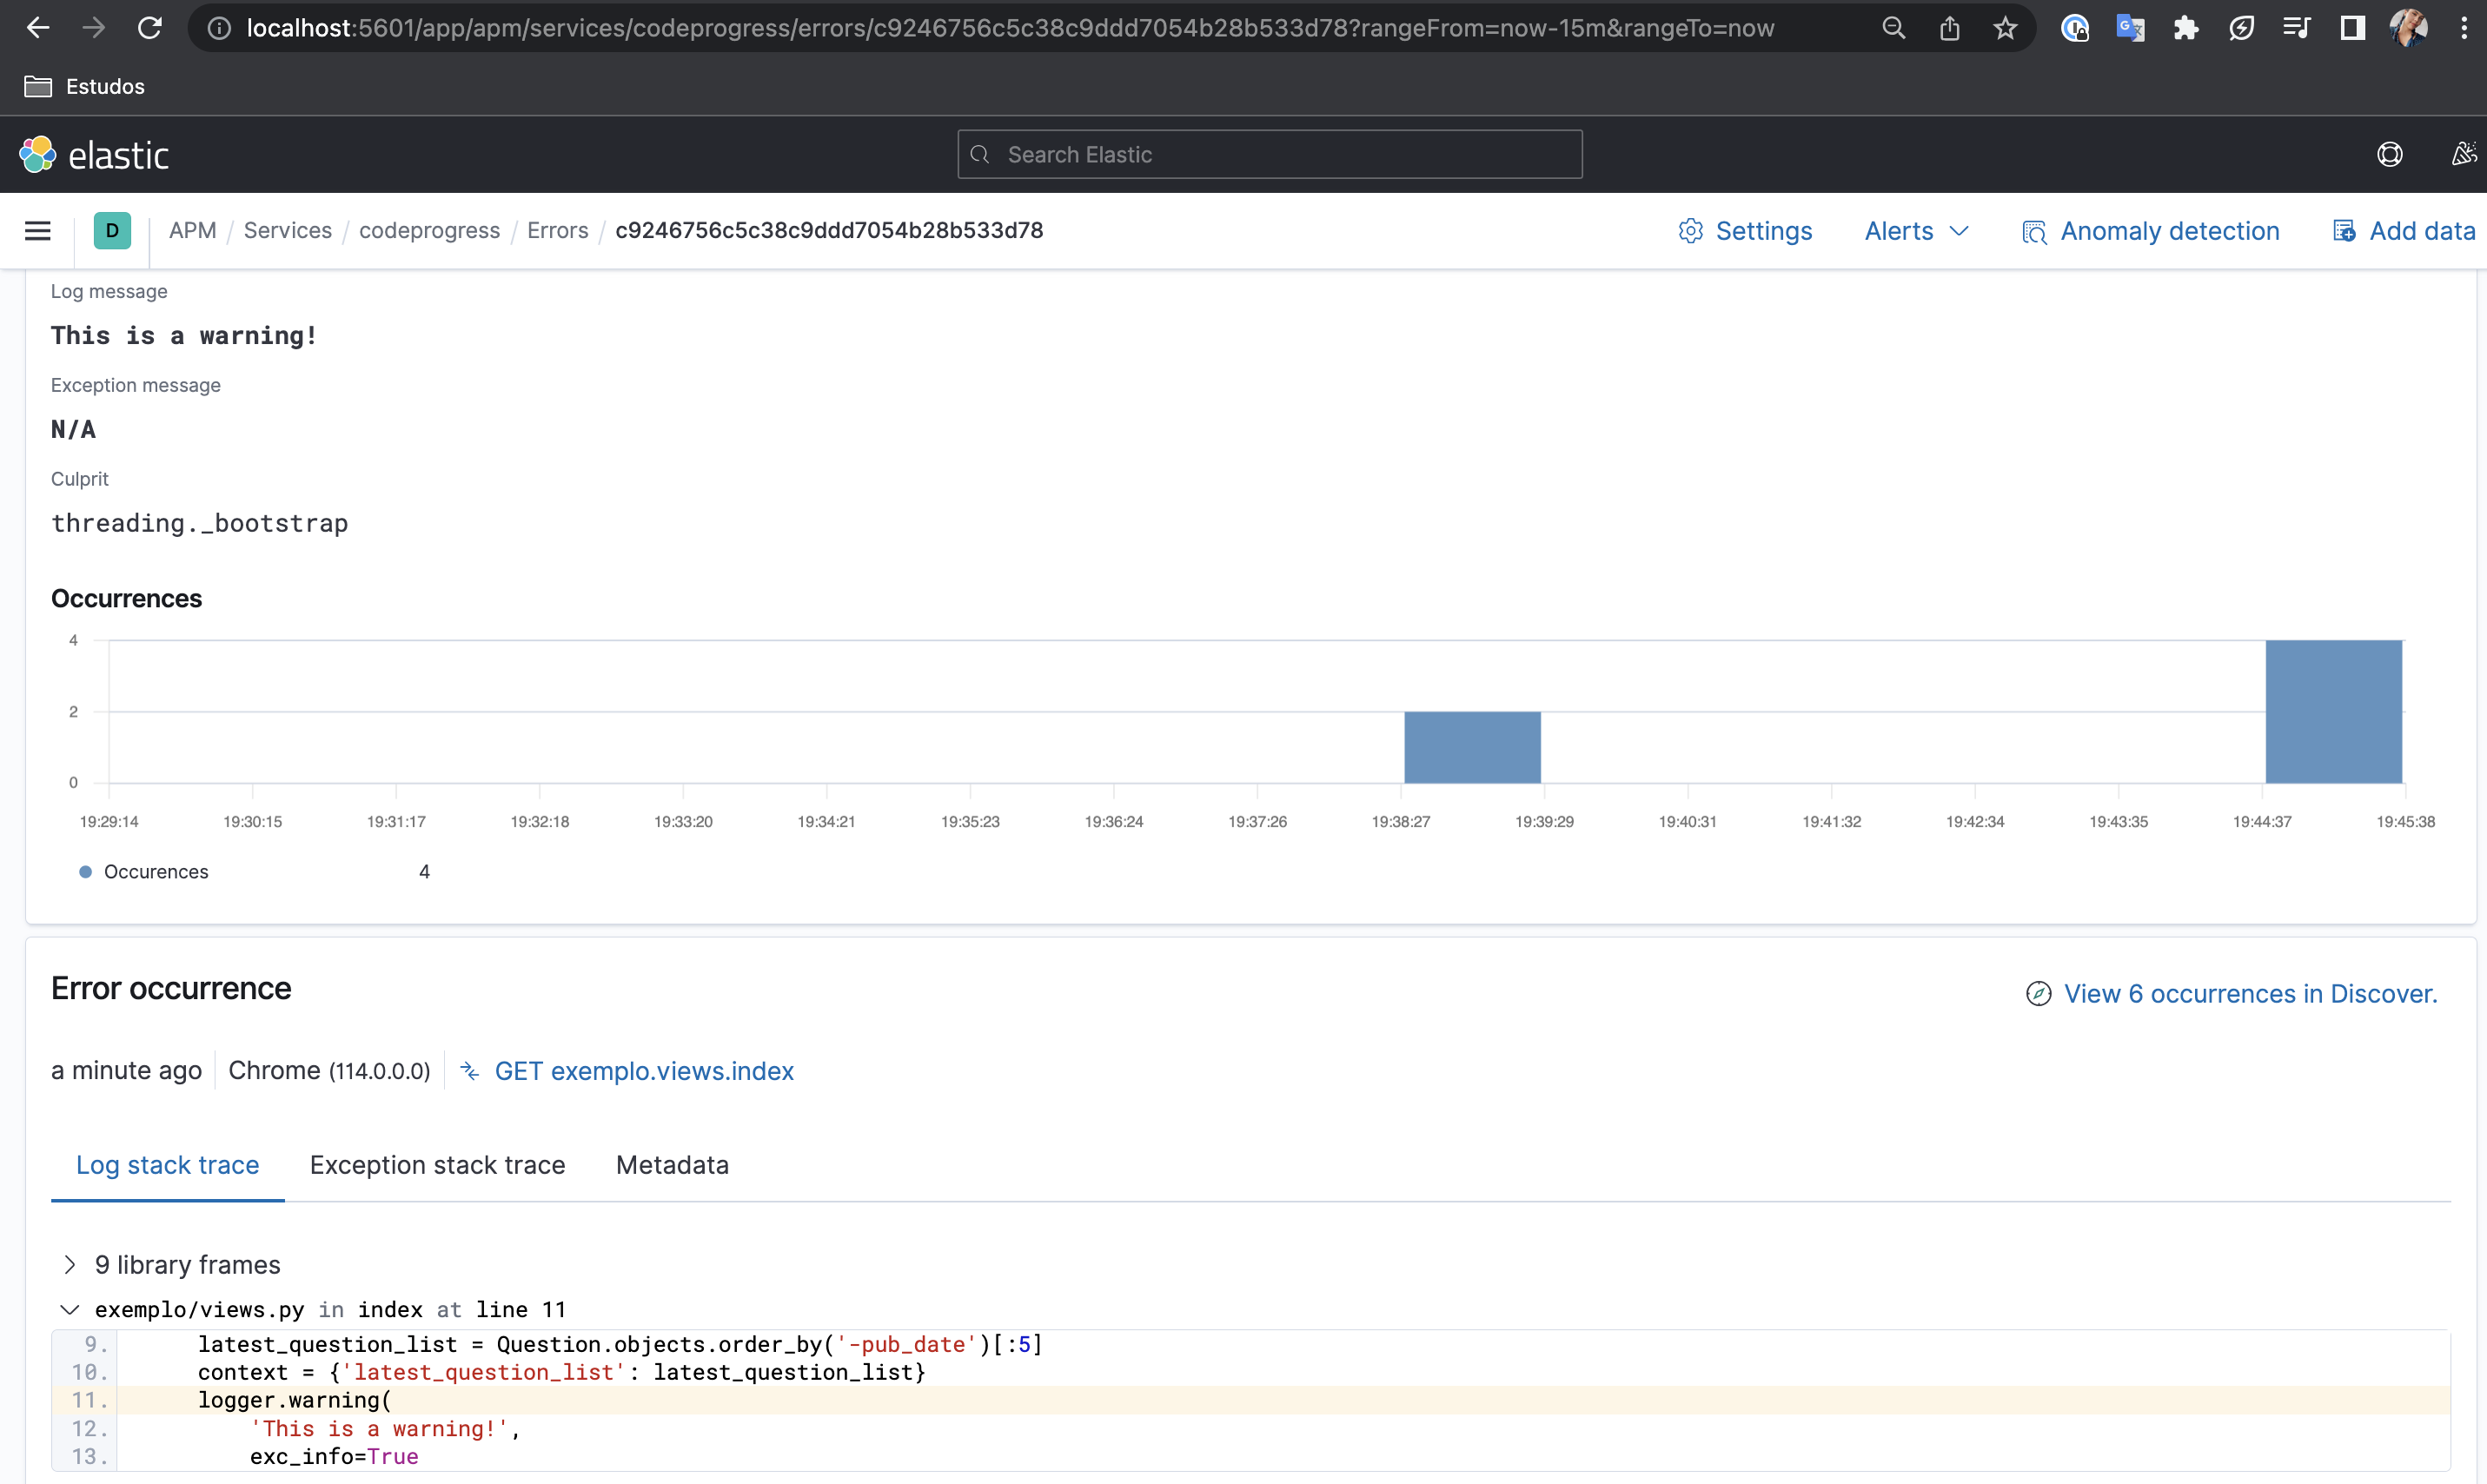 localhost:5601/app/apm/services/codeprogress/errors/c9246756c5c38c9ddd7054b28b533d78?rangeFrom=now-15m&rangeTo=now
Estudos
elastic
Search Elastic
D
APM / Services / codeprogress / Errors / c9246756c5c38c9ddd7054b28b533d78
Settings
Alerts
Anomaly detection
Add data
Log message
This is a warning!
Exception message
N/A
Culprit
threading._bootstrap
Occurrences
4
2
0
19:29:14 19:30:15 19:31:17 19:32:18 19:33:20 19:34:21 19:35:23 19:36:24 19:37:26 19:38:27 19:39:29 19:40:31 19:41:32 19:42:34 19:43:35 19:44:37 19:45:38
Occurences 4
Error occurrence
View 6 occurrences in Discover.
a minute ago
Chrome (114.0.0.0)
GET exemplo.views.index
Log stack trace
Exception stack trace
Metadata
9 library frames
exemplo/views.py in index at line 11
9. latest_question_list = Question.objects.order_by('-pub_date')[:5]
10. context = {'latest_question_list': latest_question_list}
11. logger.warning(
12. 'This is a warning!',
13. exc_info=True